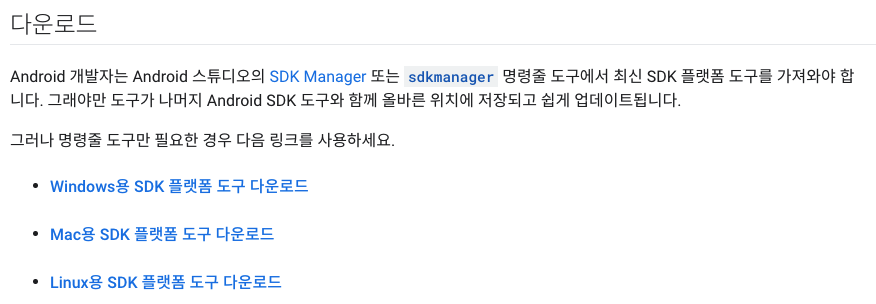 다운로드
Android 개발자는 Android 스튜디오의 SDK Manager 또는 sdkmanager 명령줄 도구에서 최신 SDK 플랫폼 도구를 가져와야 합
니다. 그래야만 도구가 나머지 Android SDK 도구와 함께 올바른 위치에 저장되고 쉽게 업데이트됩니다.
그러나 명령줄 도구만 필요한 경우 다음 링크를 사용하세요.
• Windows용 SDK 플랫폼 도구 다운로드
• Mac용 SDK 플랫폼 도구 다운로드
• Linux용 SDK 플랫폼 도구 다운로드